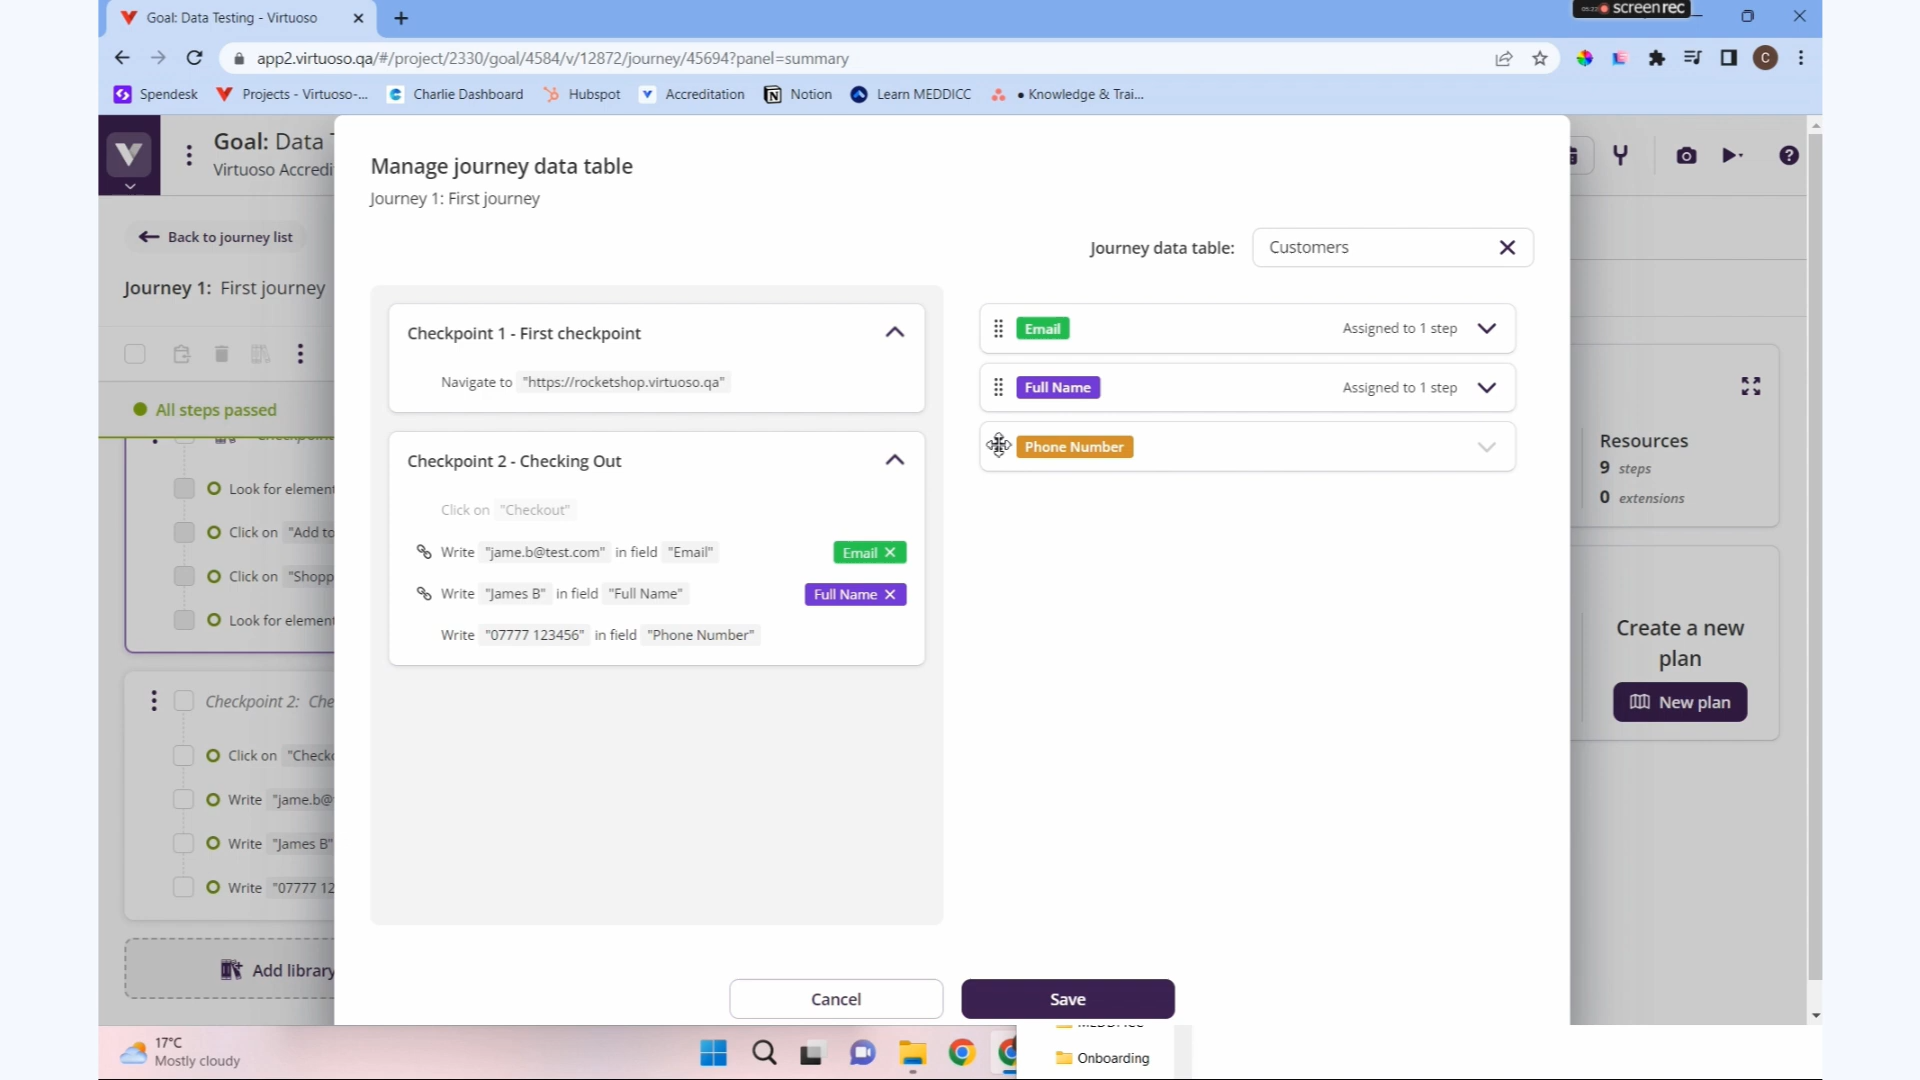 screenrec
Goal: Data Testing - Virtuoso
app2.virtuoso.qa/#/project/2330/goal/4584/v/12872/journey/45694?panel=summary
C
Spendesk
Projects - Virtuoso-...
Charlie Dashboard
Hubspot
Accreditation
Notion
Learn MEDDICC
• Knowledge & Trai...
Goal: Data
Virtuoso Accredi
Back to journey list
Journey 1: First journey
All steps passed
Look for element
Click on "Add to
Click on "Shopp
Look for element
Checkpoint 2: Che
Click on "Checko
Write "jame.b@
Write "James B"
Write "07777 12
Add library
Manage journey data table
Journey 1: First journey
Journey data table: Customers
Checkpoint 1 - First checkpoint
Navigate to "https://rocketshop.virtuoso.qa"
Checkpoint 2 - Checking Out
Click on "Checkout"
Write "jame.b@test.com" in field "Email" Email
Write "James B" in field "Full Name" Full Name
Write "07777 123456" in field "Phone Number"
Email Assigned to 1 step
Full Name Assigned to 1 step
Phone Number
Cancel
Save
Resources
9 steps
0 extensions
Create a new
plan
New plan
17°C
Mostly cloudy
Onboarding